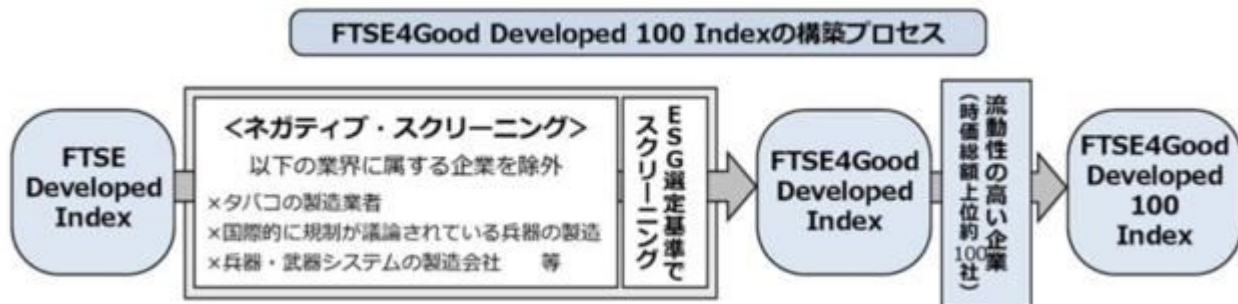 FTSE4Good Developed 100 Indexの構築プロセス
FTSE
Developed
Index
<ネガティブ・スクリーニング>
以下の業界に属する企業を除外
×タバコの製造業者
×国際的に規制が議論されている兵器の製造
×兵器・武器システムの製造会社　等
ESG選定基準で
スクリーニング
FTSE4Good
Developed
Index
流動性の高い企業
(時価総額上位約100社)
FTSE4Good
Developed
100
Index